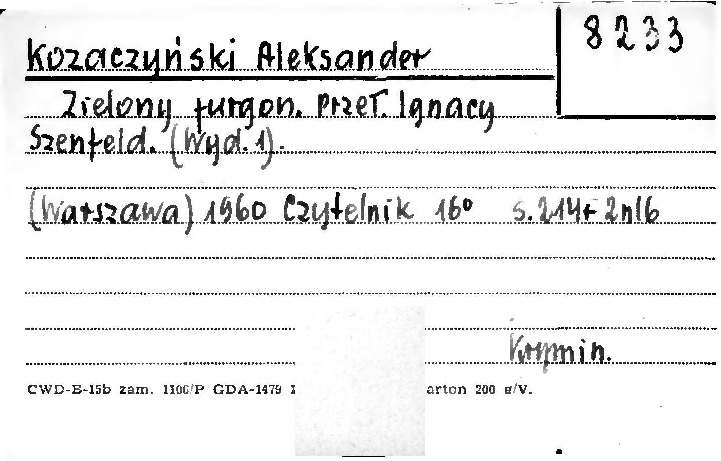 8233
Kozaczyński Aleksander
Zielony furgon. Przeł. Ignacy
Szenfeld. (Wyd. 1).
(Warszawa) 1960 Czytelnik 16° s. 214+2nlb
Krymin.
CWD-B-15b zam. 1106/P GDA-1479 arton 200 g/V.